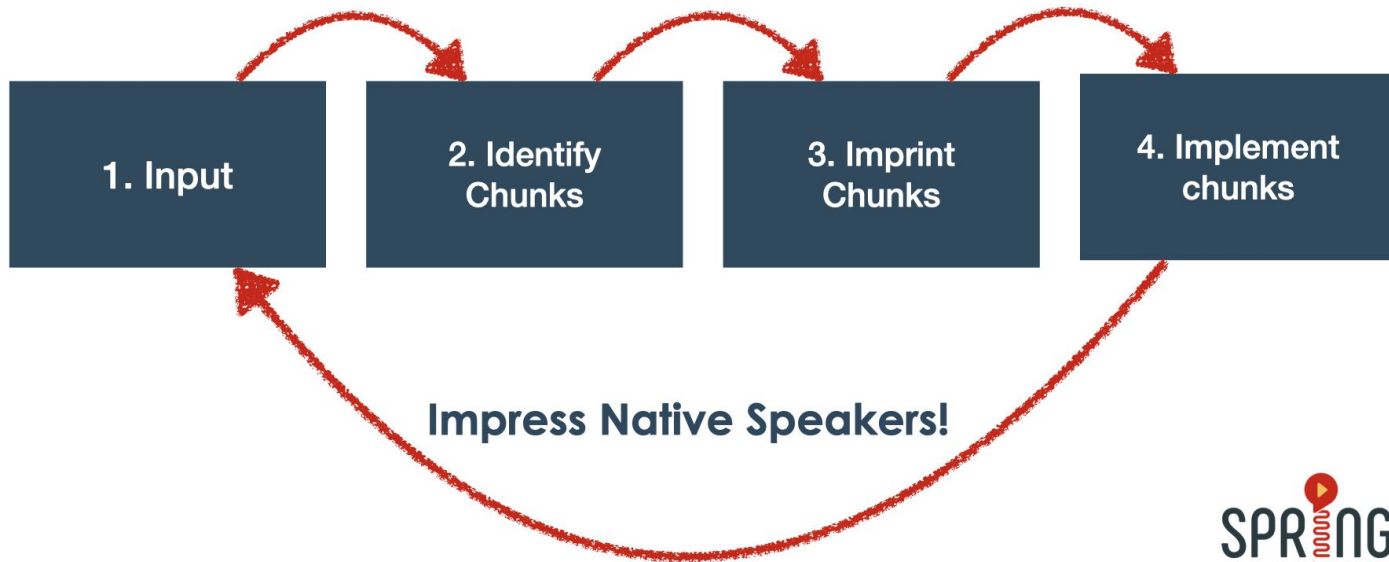 1. Input
2. Identify
Chunks
3. Imprint
Chunks
4. Implement
chunks
Impress Native Speakers!
SPRING